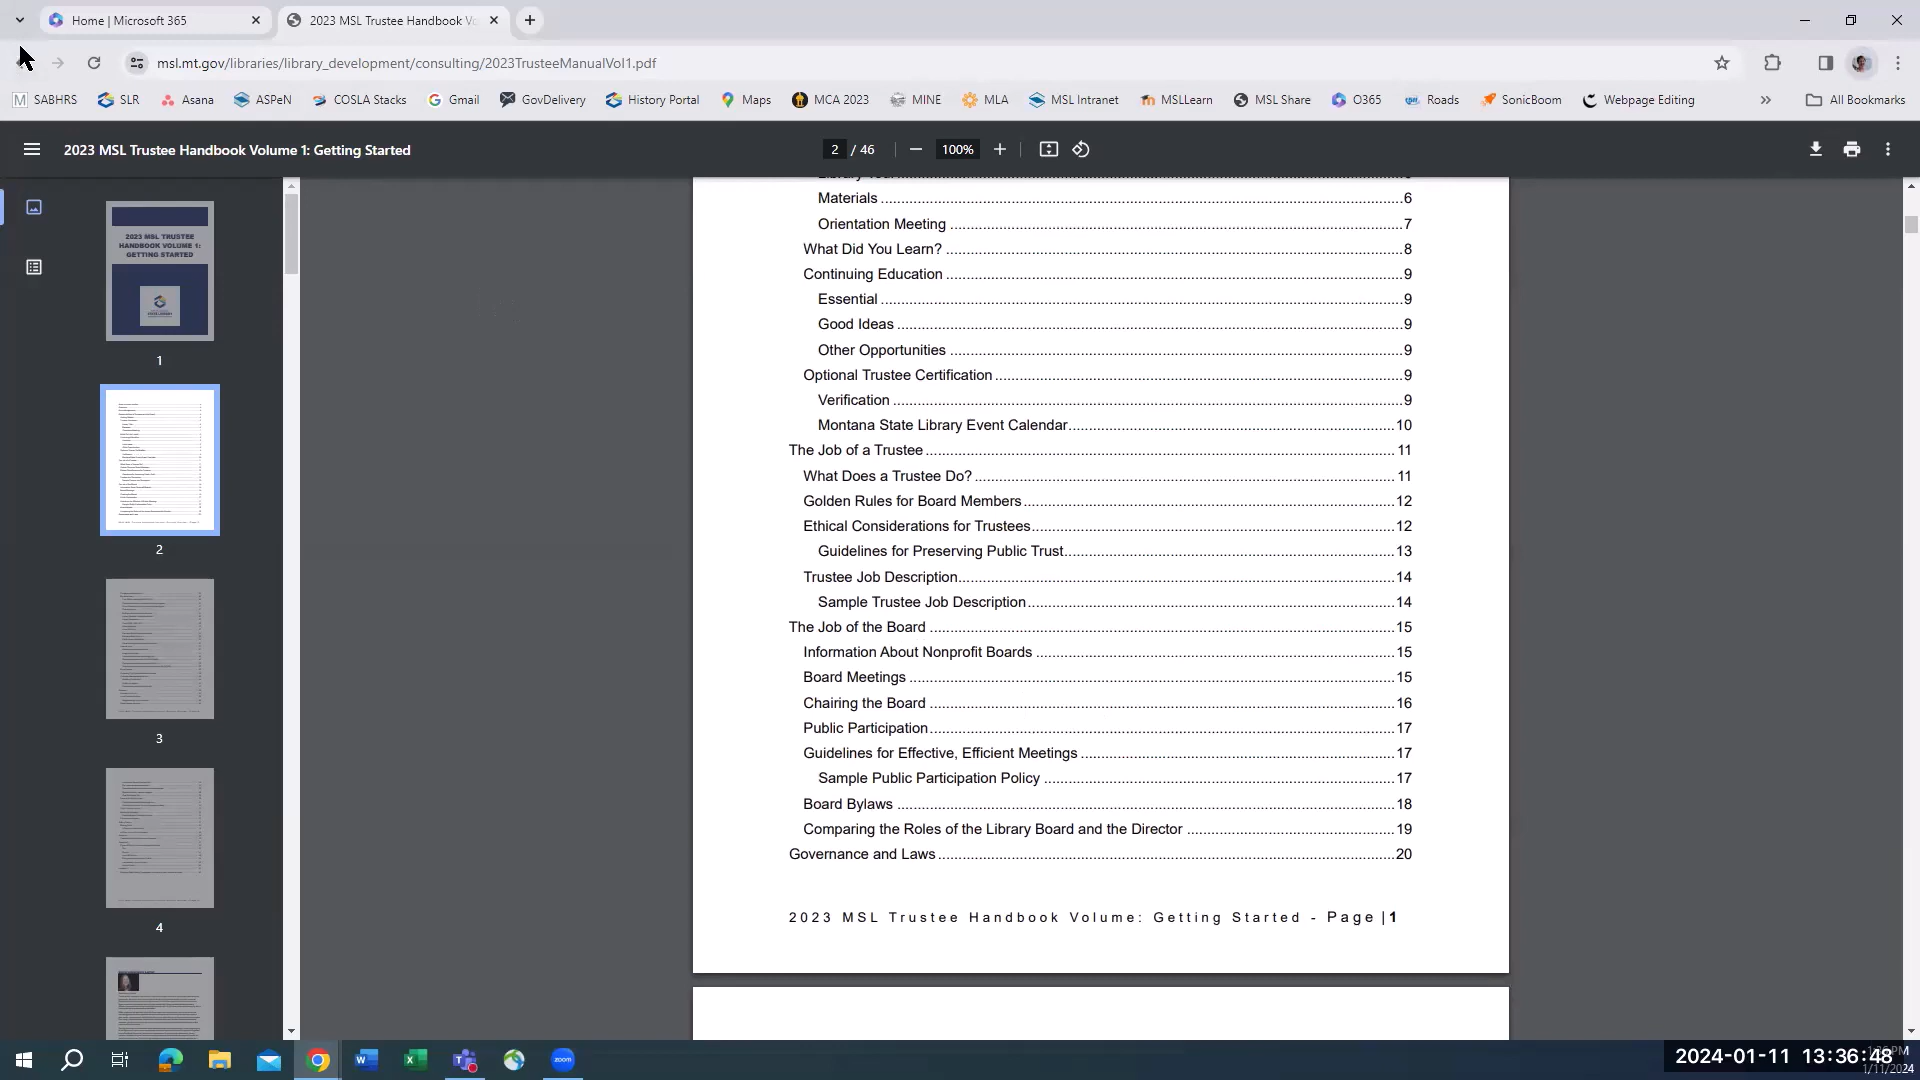 Home | Microsoft 365
2023 MSL Trustee Handbook Vo
msl.mt.gov/libraries/library_development/consulting/2023TrusteeManualVol1.pdf
SABHRS SLR Asana ASPeN COSLA Stacks Gmail GovDelivery History Portal Maps MCA 2023 MINE MLA MSL Intranet MSLLearn MSL Share O365 Roads SonicBoom Webpage Editing All Bookmarks
2023 MSL Trustee Handbook Volume 1: Getting Started
2 / 46
100%
2023 MSL TRUSTEE
HANDBOOK VOLUME 1:
GETTING STARTED
1
2
3
4
Materials ..... 6
Orientation Meeting ..... 7
What Did You Learn? ..... 8
Continuing Education ..... 9
Essential ..... 9
Good Ideas ..... 9
Other Opportunities ..... 9
Optional Trustee Certification ..... 9
Verification ..... 9
Montana State Library Event Calendar ..... 10
The Job of a Trustee ..... 11
What Does a Trustee Do? ..... 11
Golden Rules for Board Members ..... 12
Ethical Considerations for Trustees ..... 12
Guidelines for Preserving Public Trust ..... 13
Trustee Job Description ..... 14
Sample Trustee Job Description ..... 14
The Job of the Board ..... 15
Information About Nonprofit Boards ..... 15
Board Meetings ..... 15
Chairing the Board ..... 16
Public Participation ..... 17
Guidelines for Effective, Efficient Meetings ..... 17
Sample Public Participation Policy ..... 17
Board Bylaws ..... 18
Comparing the Roles of the Library Board and the Director ..... 19
Governance and Laws ..... 20
2023 MSL Trustee Handbook Volume: Getting Started - Page |1
2024-01-11 13:36:48
1/11/2024